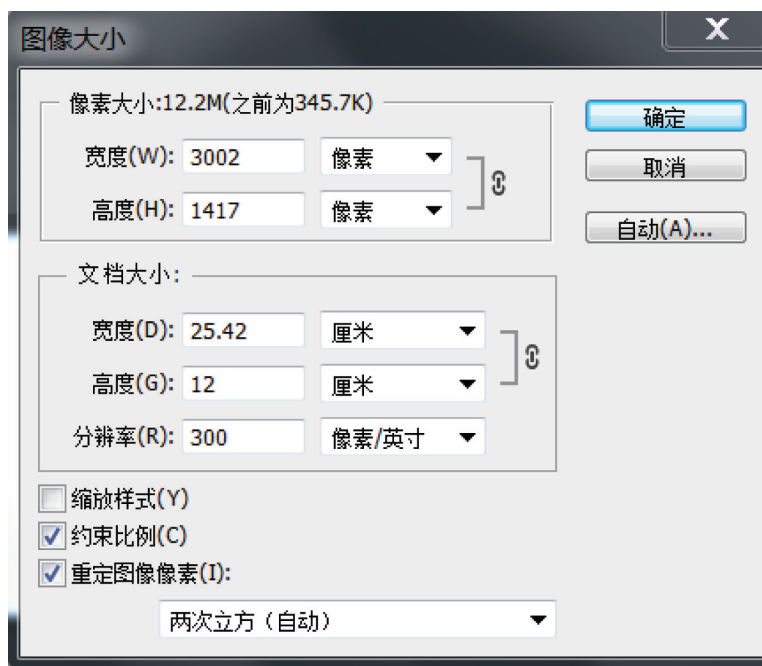 图像大小
像素大小:12.2M(之前为345.7K)
宽度(W): 3002 像素
高度(H): 1417 像素
确定
取消
自动(A)...
文档大小:
宽度(D): 25.42 厘米
高度(G): 12 厘米
分辨率(R): 300 像素/英寸
缩放样式(Y)
约束比例(C)
重定图像像素(I):
两次立方（自动）